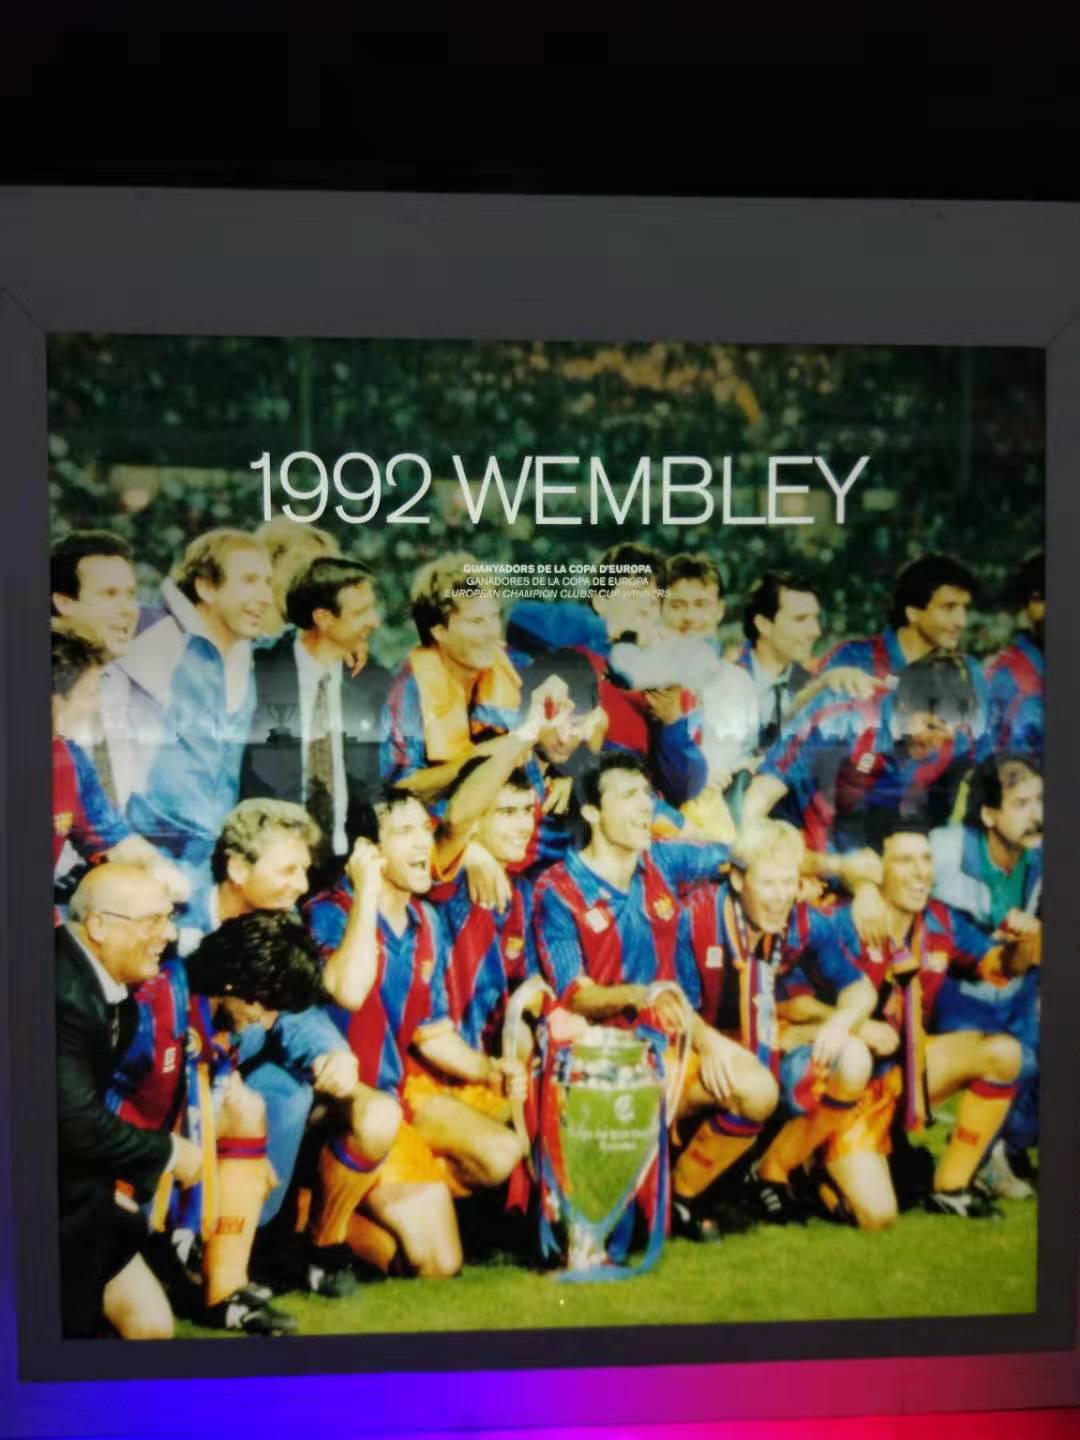 1992 WEMBLEY
GUANYADORS DE LA COPA D'EUROPA
GANADORES DE LA COPA DE EUROPA
EUROPEAN CHAMPION CLUBS' CUP WINNERS